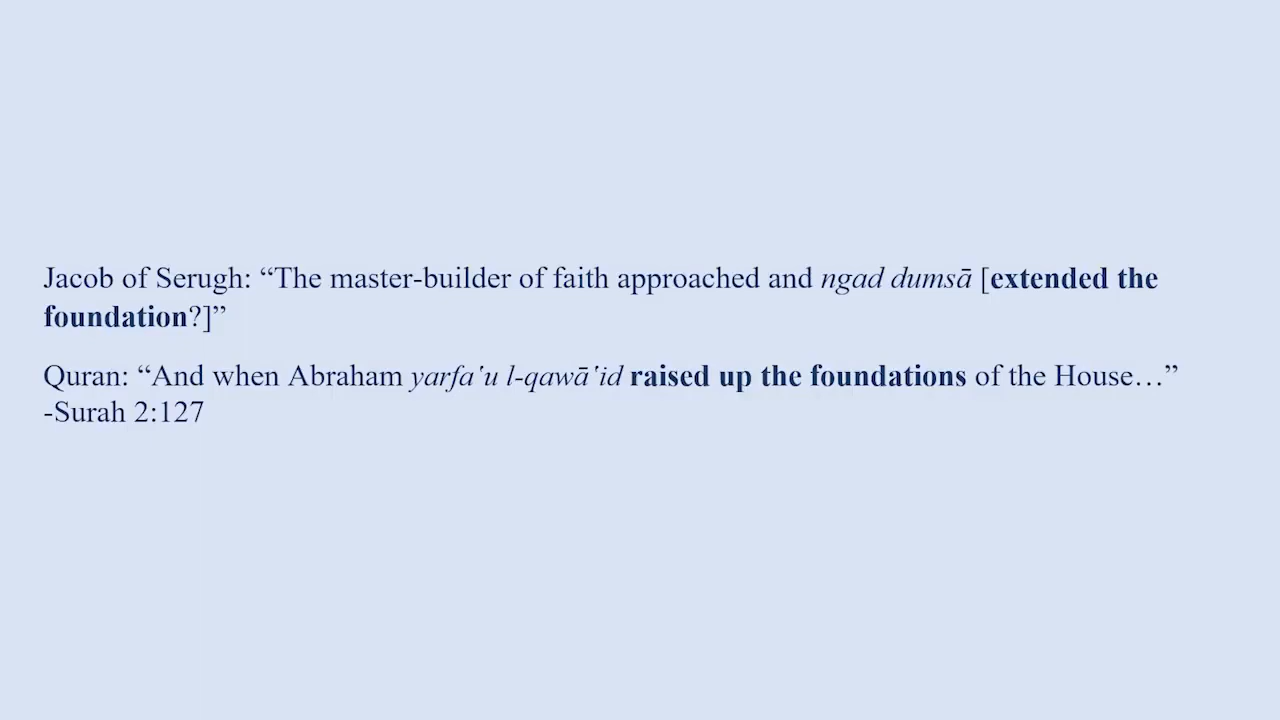 Jacob of Serugh: “The master-builder of faith approached and ngad dumsā [extended the
foundation?]”
Quran: “And when Abraham yarfaʿu l-qawāʿid raised up the foundations of the House…”
-Surah 2:127